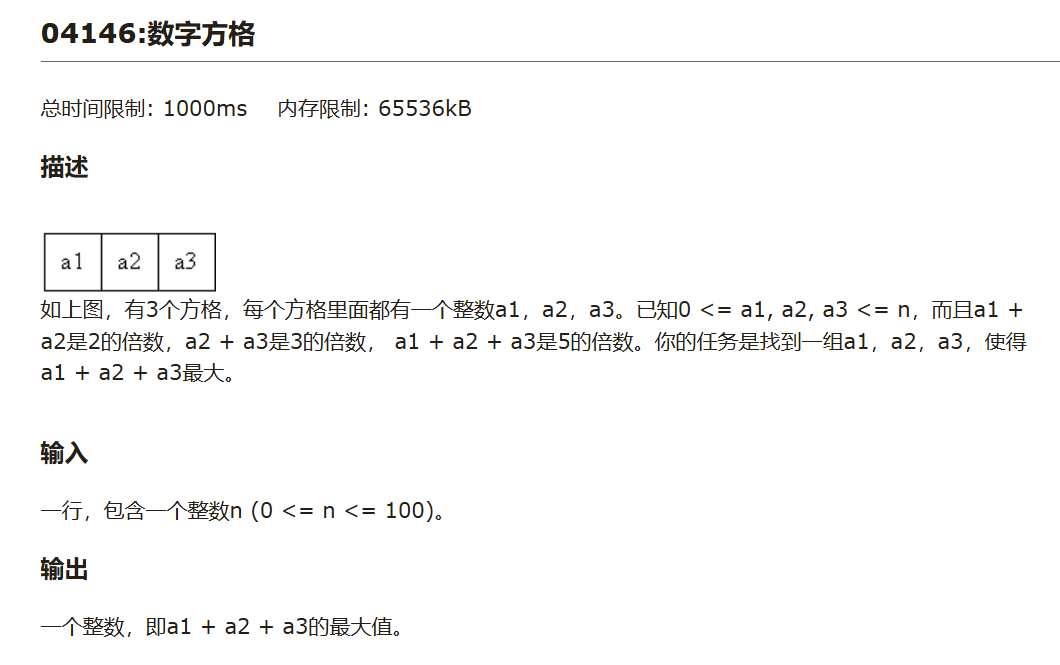 04146:数字方格
总时间限制: 1000ms 内存限制: 65536kB
描述
a1 a2 a3
如上图，有3个方格，每个方格里面都有一个整数a1，a2，a3。已知0 <= a1, a2, a3 <= n，而且a1 +
a2是2的倍数，a2 + a3是3的倍数， a1 + a2 + a3是5的倍数。你的任务是找到一组a1，a2，a3，使得
a1 + a2 + a3最大。
输入
一行，包含一个整数n (0 <= n <= 100)。
输出
一个整数，即a1 + a2 + a3的最大值。